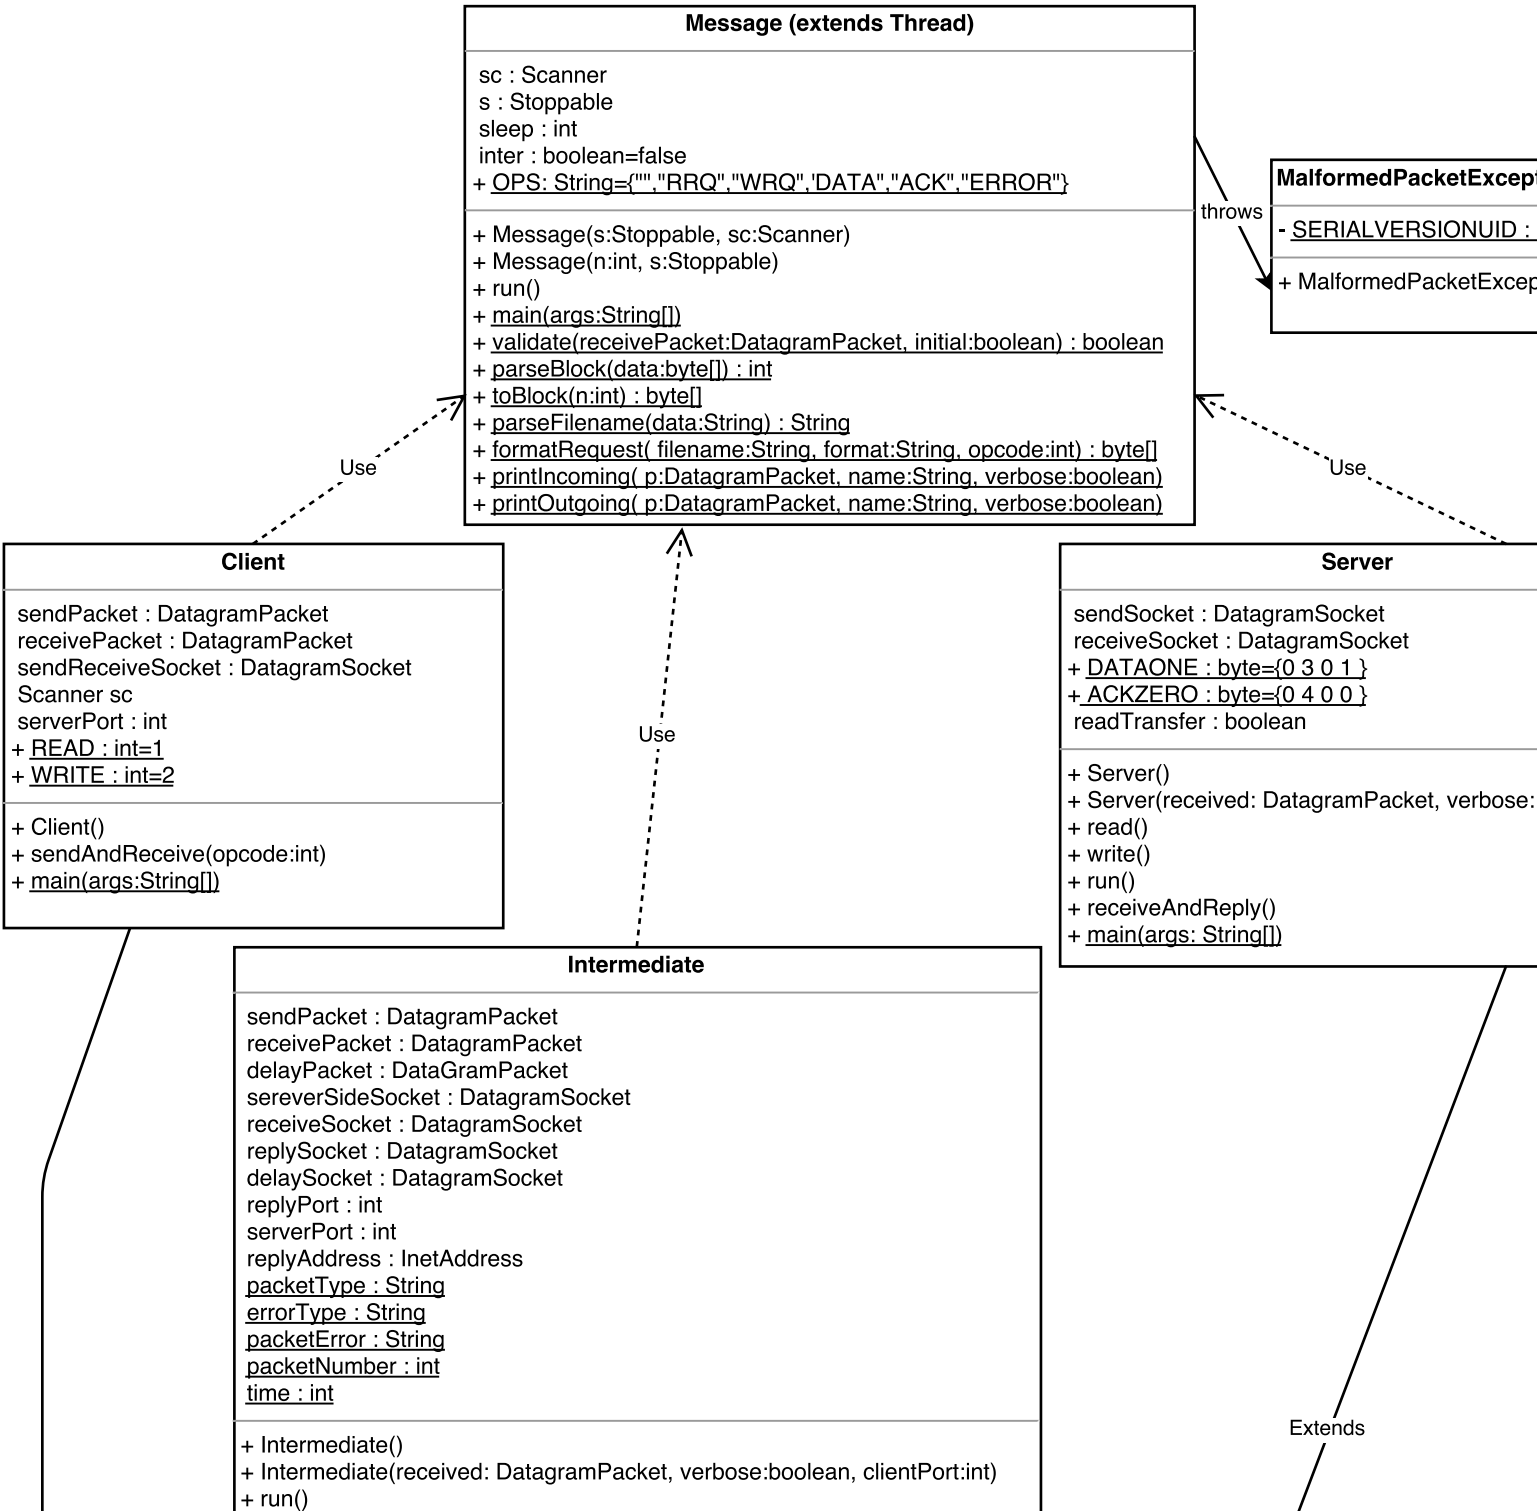 Message (extends Thread)
sc : Scanner
s : Stoppable
sleep : int
inter : boolean=false
+ OPS: String={"","RRQ","WRQ",'DATA","ACK","ERROR"}
+ Message(s:Stoppable, sc:Scanner)
+ Message(n:int, s:Stoppable)
+ run()
+ main(args:String[])
+ validate(receivePacket:DatagramPacket, initial:boolean) : boolean
+ parseBlock(data:byte[]) : int
+ toBlock(n:int) : byte[]
+ parseFilename(data:String) : String
+ formatRequest( filename:String, format:String, opcode:int) : byte[]
+ printIncoming( p:DatagramPacket, name:String, verbose:boolean)
+ printOutgoing( p:DatagramPacket, name:String, verbose:boolean)
throws
MalformedPacketExcept
- SERIALVERSIONUID :
+ MalformedPacketExcep
Use
Use
Use
Client
sendPacket : DatagramPacket
receivePacket : DatagramPacket
sendReceiveSocket : DatagramSocket
Scanner sc
serverPort : int
+ READ : int=1
+ WRITE : int=2
+ Client()
+ sendAndReceive(opcode:int)
+ main(args:String[])
Server
sendSocket : DatagramSocket
receiveSocket : DatagramSocket
+ DATAONE : byte={0 3 0 1 }
+ ACKZERO : byte={0 4 0 0 }
readTransfer : boolean
+ Server()
+ Server(received: DatagramPacket, verbose:
+ read()
+ write()
+ run()
+ receiveAndReply()
+ main(args: String[])
Intermediate
sendPacket : DatagramPacket
receivePacket : DatagramPacket
delayPacket : DataGramPacket
sereverSideSocket : DatagramSocket
receiveSocket : DatagramSocket
replySocket : DatagramSocket
delaySocket : DatagramSocket
replyPort : int
serverPort : int
replyAddress : InetAddress
packetType : String
errorType : String
packetError : String
packetNumber : int
time : int
+ Intermediate()
+ Intermediate(received: DatagramPacket, verbose:boolean, clientPort:int)
+ run()
Extends